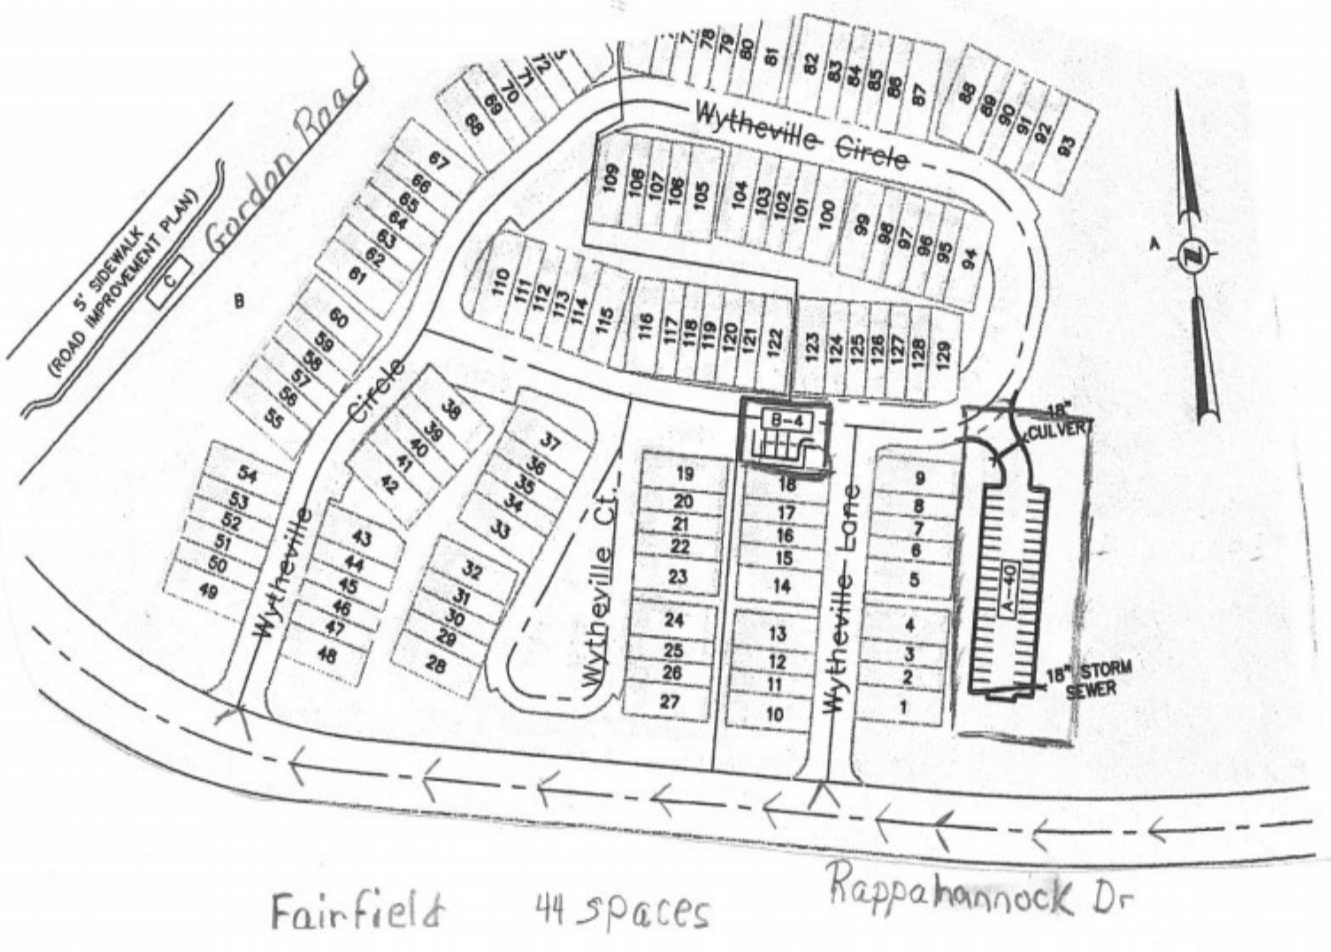 78 79 80 81
82 83 84 85 86 87
88 89 90 91 92 93
68 69 70 71 72
Wytheville Circle
67 66 65 64 63 62 61
Gordon Road
5' SIDEWALK
(ROAD IMPROVEMENT PLAN)
C
B
A
N
109 108 107 106 105
104 103 102 101 100
99 98 97 96 95 94
110 111 112 113 114 115
116 117 118 119 120 121 122
123 124 125 126 127 128 129
60 59 58 57 56 55
Wytheville Circle
38 39 40 41 42
37 36 35 34 33
B-4
18"
CULVERT
54 53 52 51 50 49
43 44 45 46 47 48
32 31 30 29 28
Wytheville Ct.
19 20 21 22 23
24 25 26 27
18 17 16 15 14
13 12 11 10
Wytheville Lane
9 8 7 6 5
4 3 2 1
A-40
18" STORM
SEWER
Fairfield 44 spaces
Rappahannock Dr